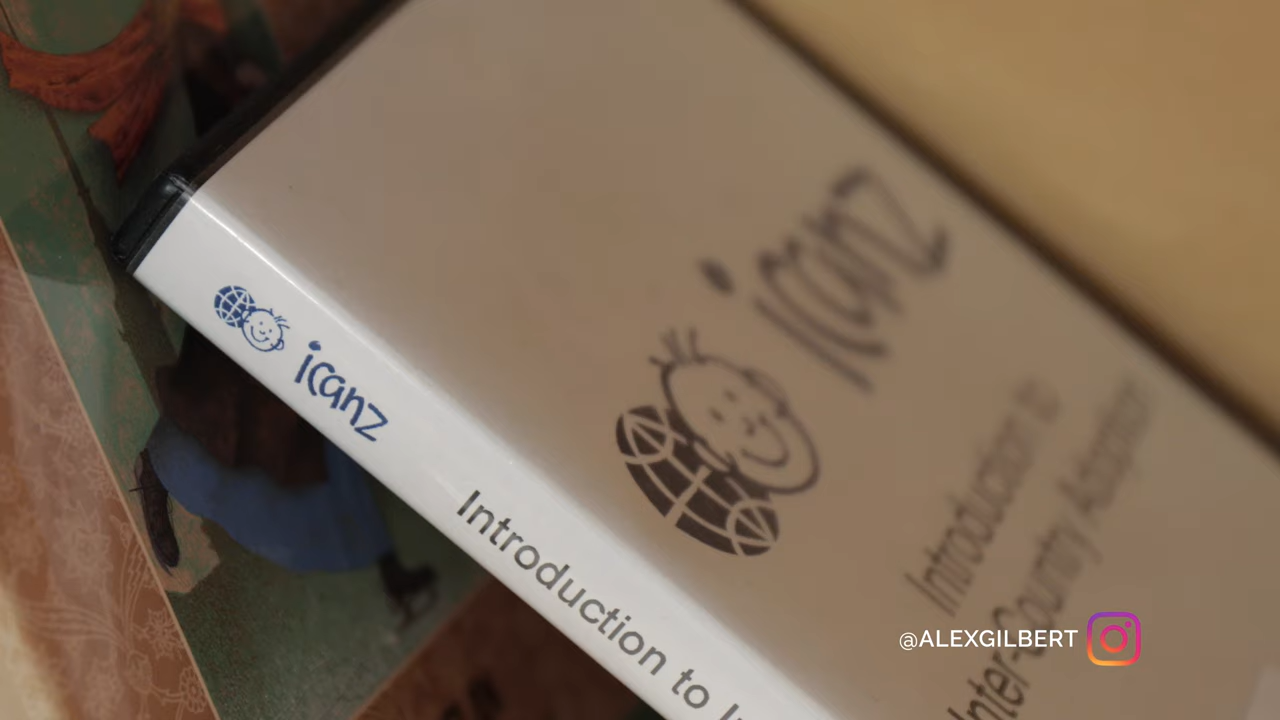 icanz
Introduction to
icanz
Introduction to
Inter-Country Adoption
@ALEXGILBERT